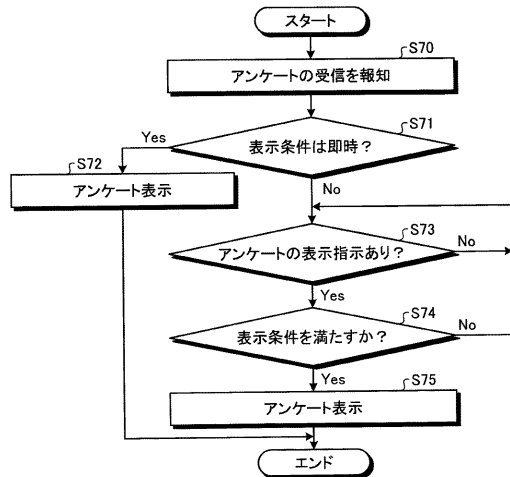 スタート
S70
アンケートの受信を報知
S71
表示条件は即時?
Yes
No
S72
アンケート表示
S73
アンケートの表示指示あり?
No
Yes
S74
表示条件を満たすか?
No
Yes
S75
アンケート表示
エンド